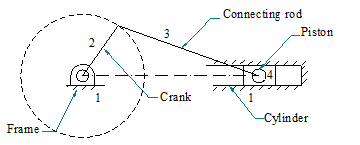 Connecting rod
Piston
3
2
4
1
1
Crank
Cylinder
Frame